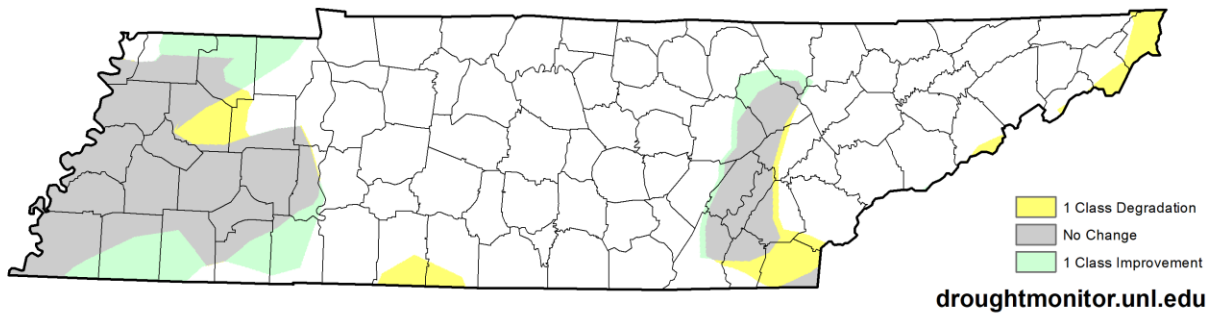 1 Class Degradation
No Change
1 Class Improvement
droughtmonitor.unl.edu